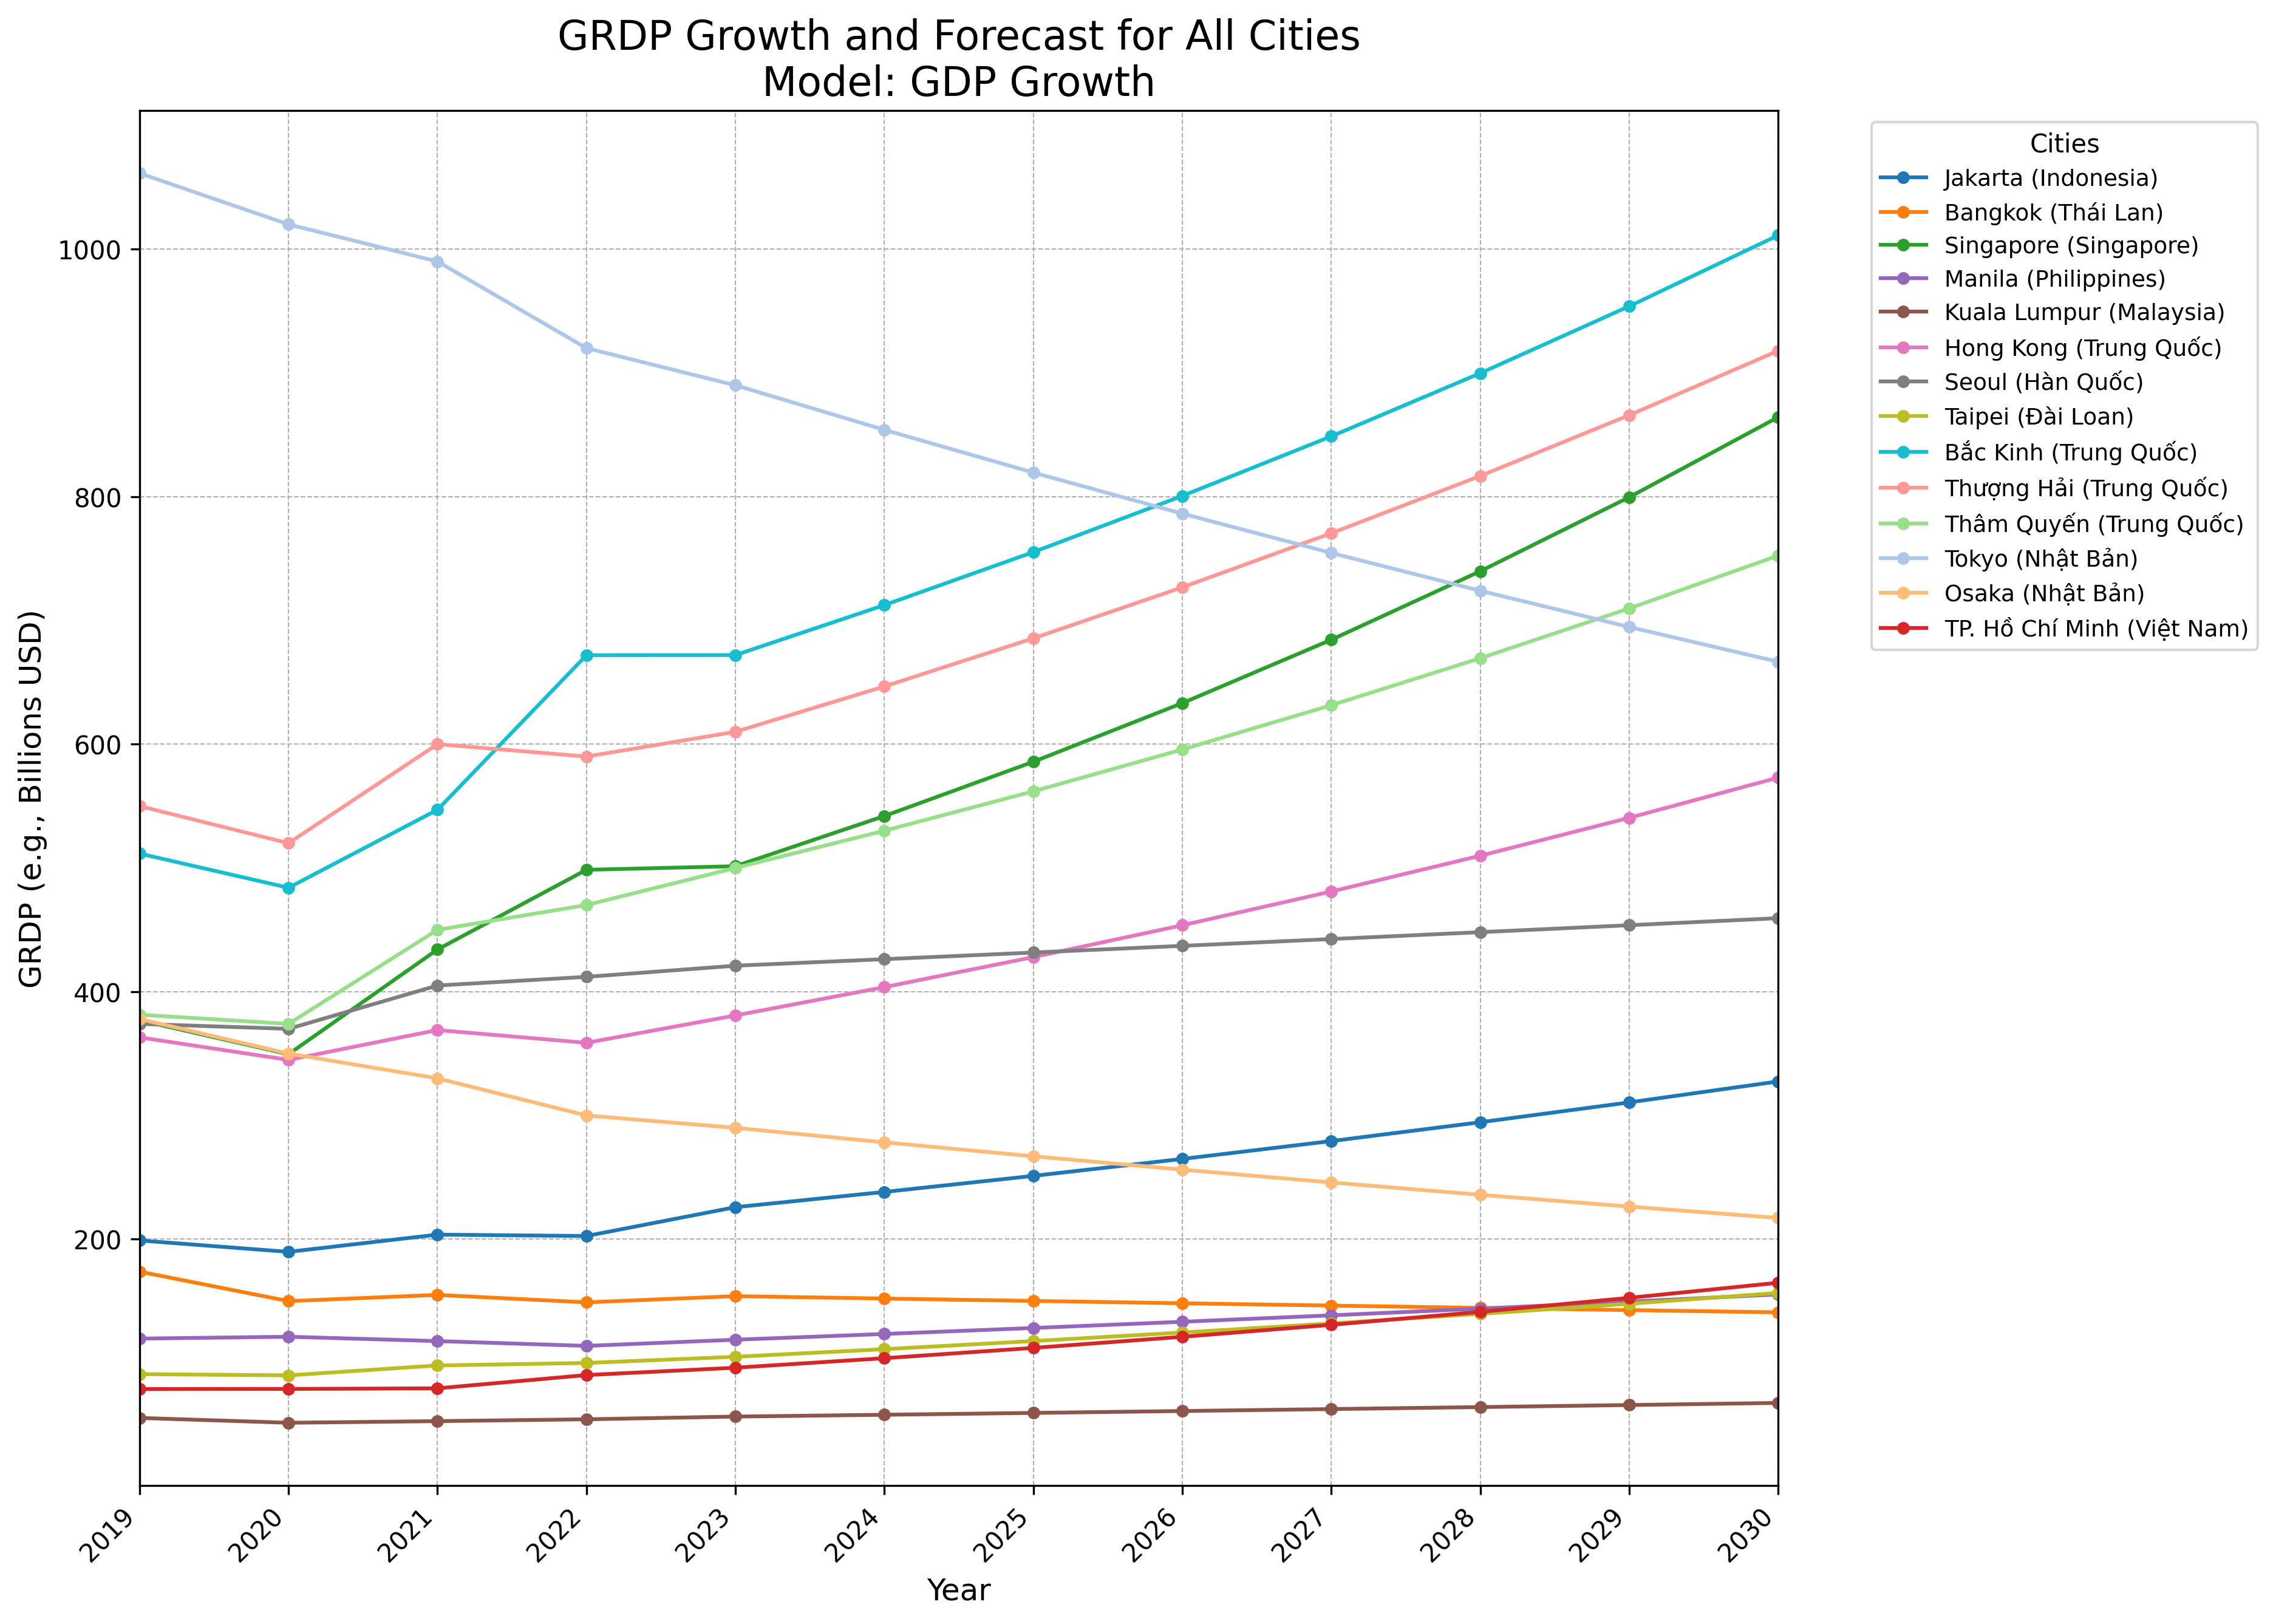 GRDP Growth and Forecast for All Cities
Model: GDP Growth
GRDP (e.g., Billions USD)
1000
800
600
400
200
2019
2020
2021
2022
2023
2024
2025
2026
2027
2028
2029
2030
Year
Cities
Jakarta (Indonesia)
Bangkok (Thái Lan)
Singapore (Singapore)
Manila (Philippines)
Kuala Lumpur (Malaysia)
Hong Kong (Trung Quốc)
Seoul (Hàn Quốc)
Taipei (Đài Loan)
Bắc Kinh (Trung Quốc)
Thượng Hải (Trung Quốc)
Thâm Quyến (Trung Quốc)
Tokyo (Nhật Bản)
Osaka (Nhật Bản)
TP. Hồ Chí Minh (Việt Nam)